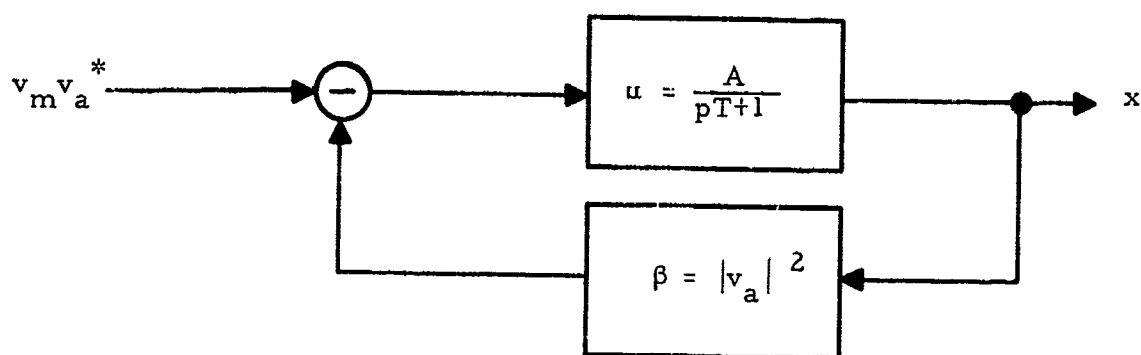 v_m v_a^*
−
u = A / (pT+1)
x
β = |v_a|^2